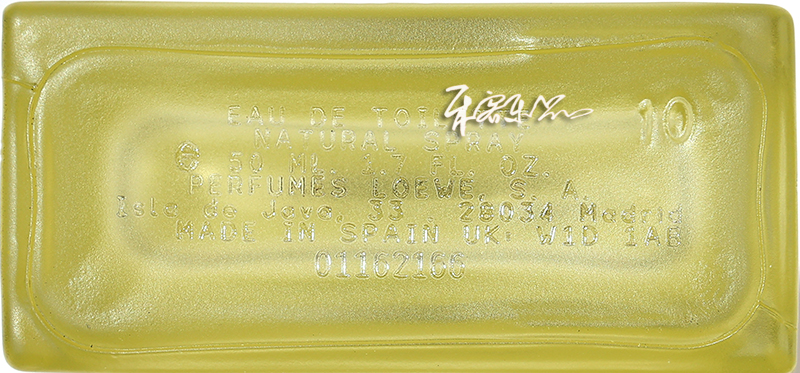 EAU DE TOIL
10
NATURAL SPRAY
℮ 50 ML. 1.7 FL. OZ.
PERFUMES LOEWE, S. A.
Isla de Java, 33 . 28034 Madrid
MADE IN SPAIN UK: W1D 1AB
01162166